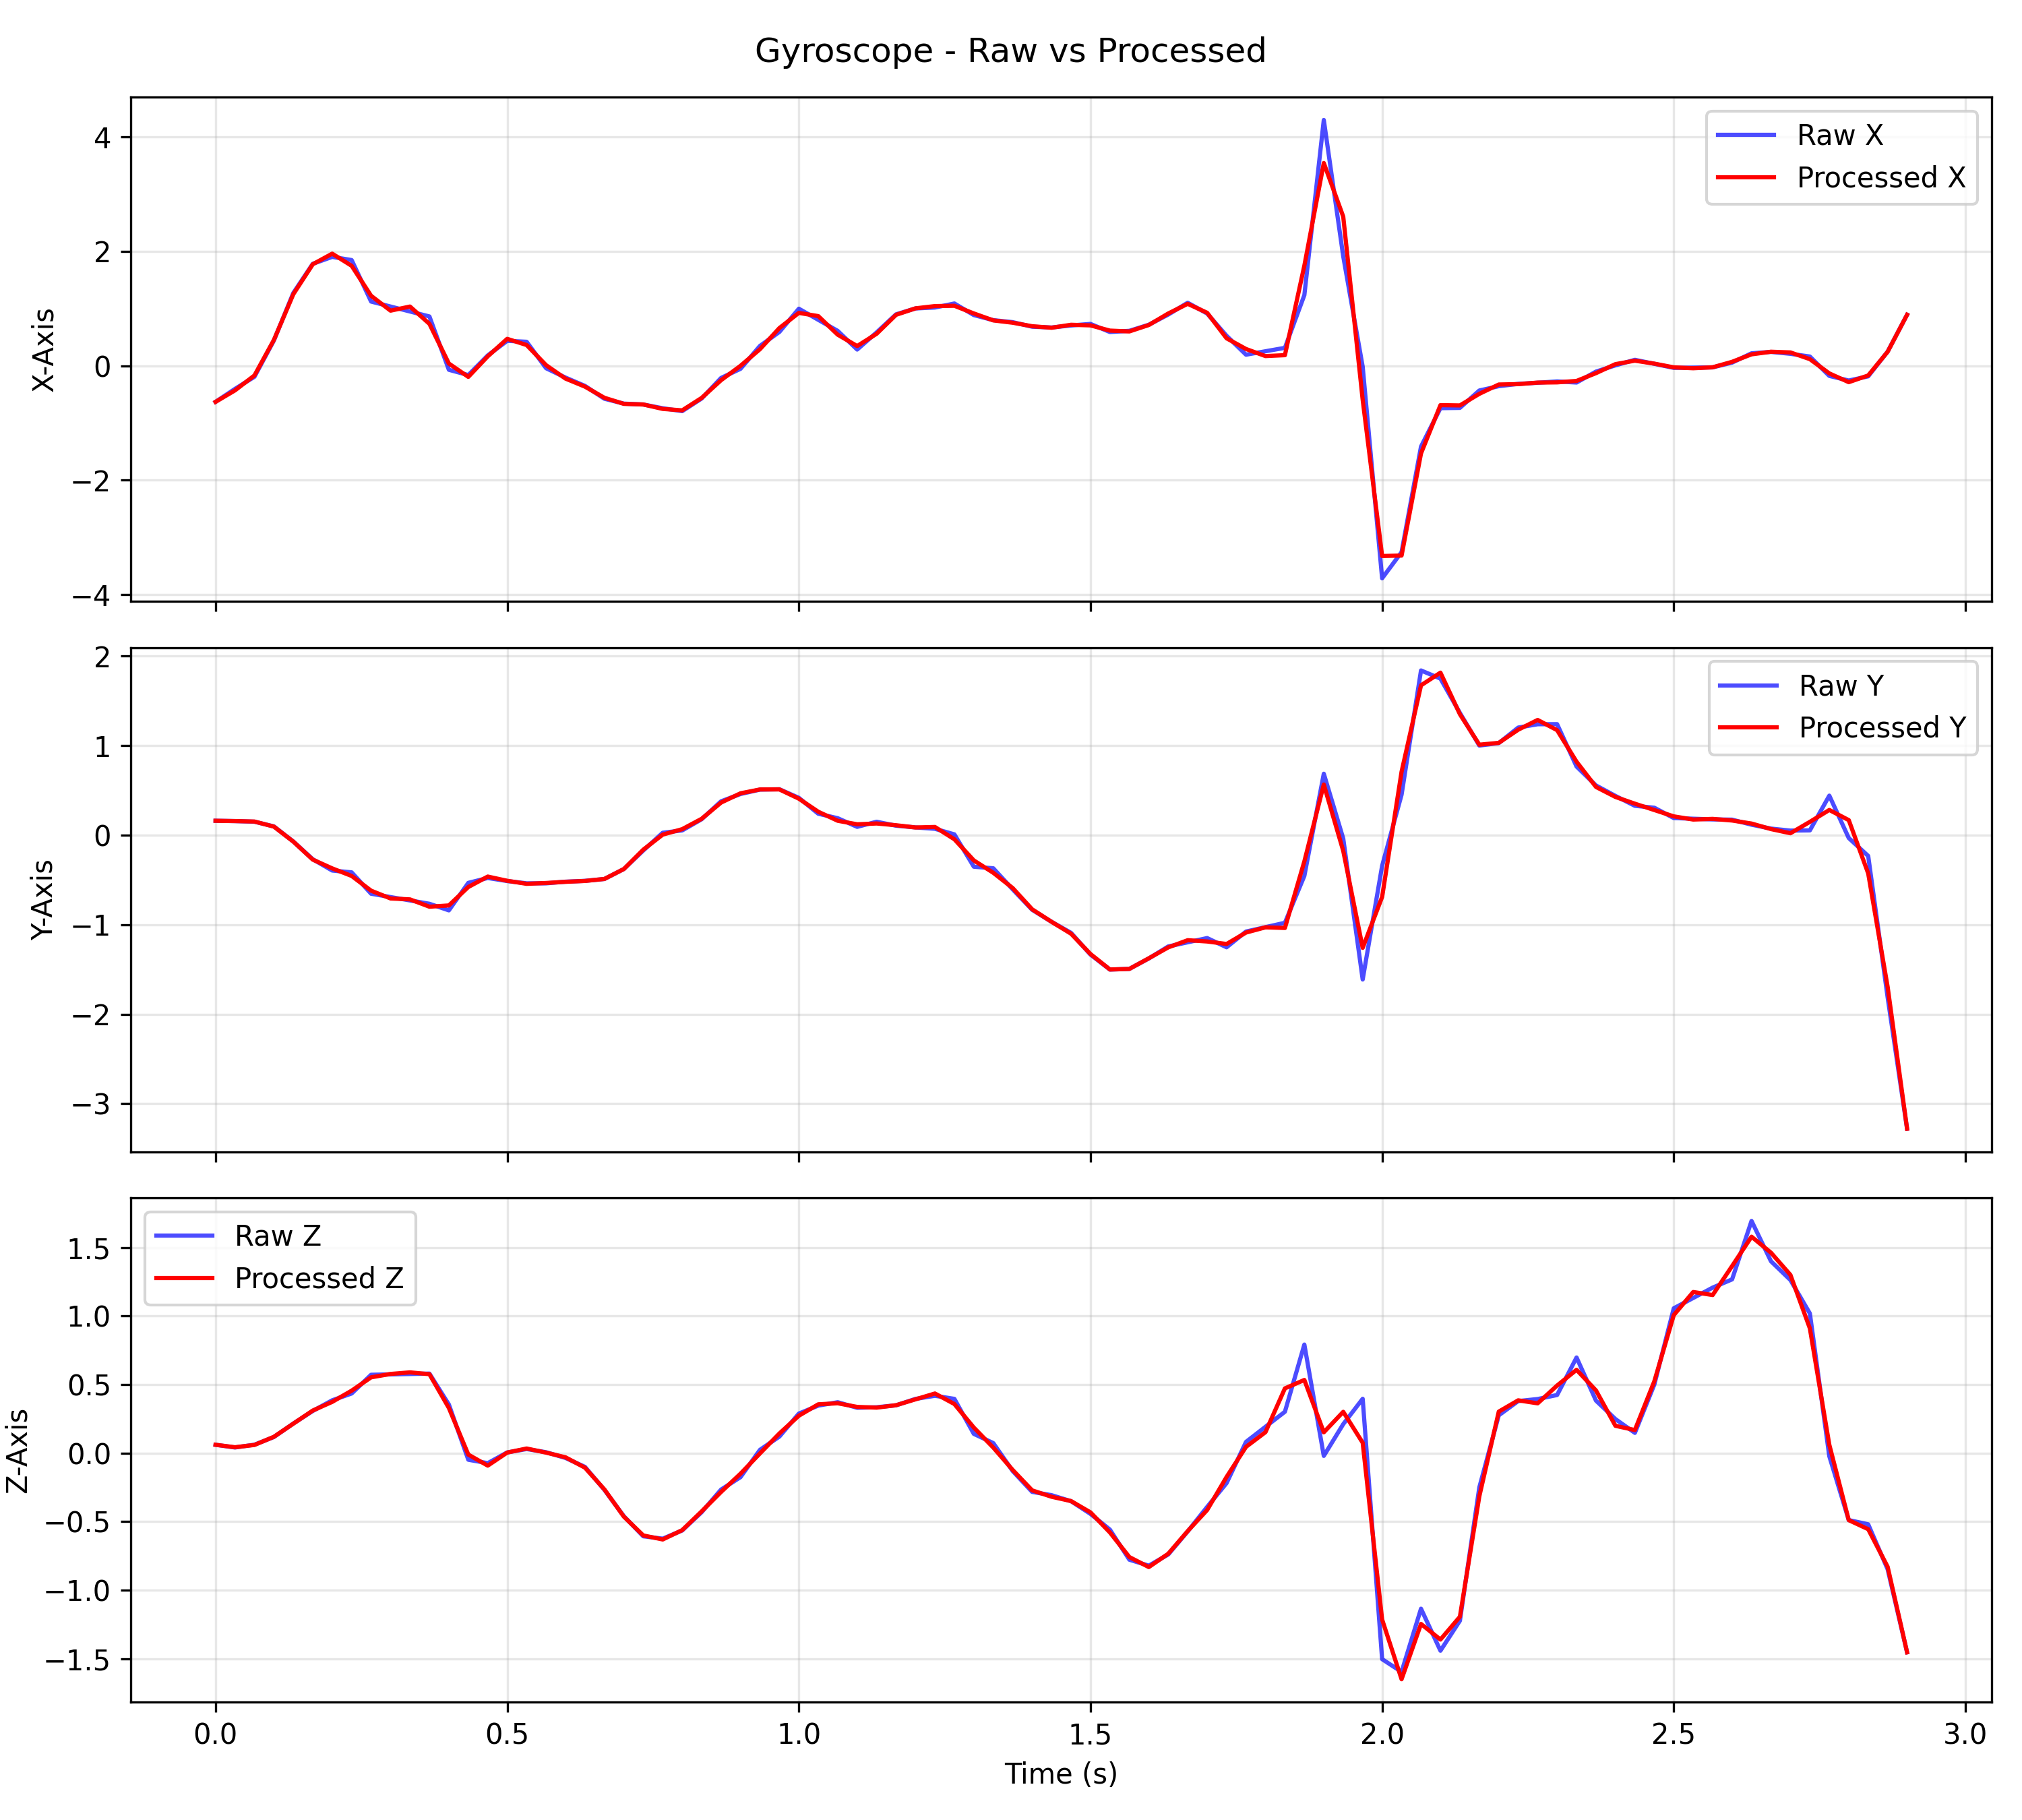 Gyroscope - Raw vs Processed
4
2
0
−2
−4
X-Axis
Raw X
Processed X
2
1
0
−1
−2
−3
Y-Axis
Raw Y
Processed Y
1.5
1.0
0.5
0.0
−0.5
−1.0
−1.5
Z-Axis
Raw Z
Processed Z
0.0 0.5 1.0 1.5 2.0 2.5 3.0
Time (s)